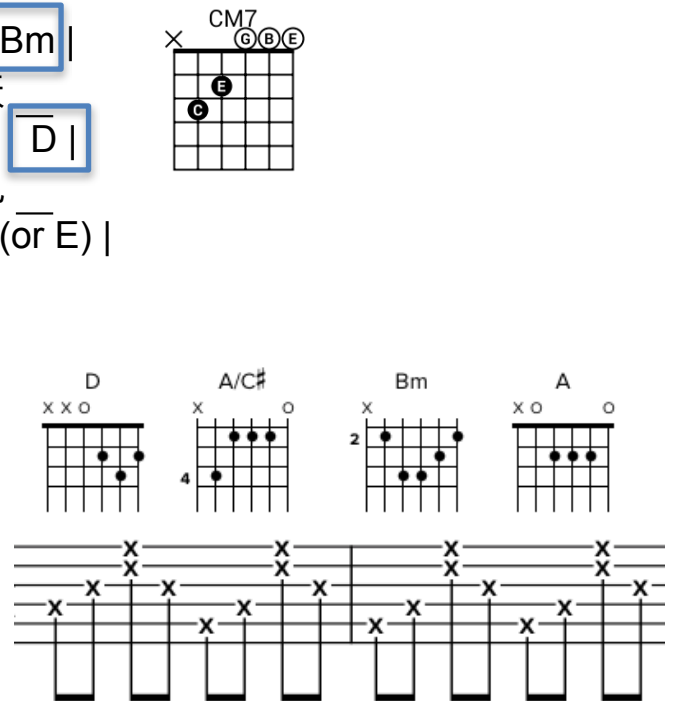 Bm |
CM7
X G B E
E
C
D |
(or E) |
D A/C♯ Bm A
X X O X O X X O O
2
4
X X X X
X X X X
X X X X
X X X X
X X X